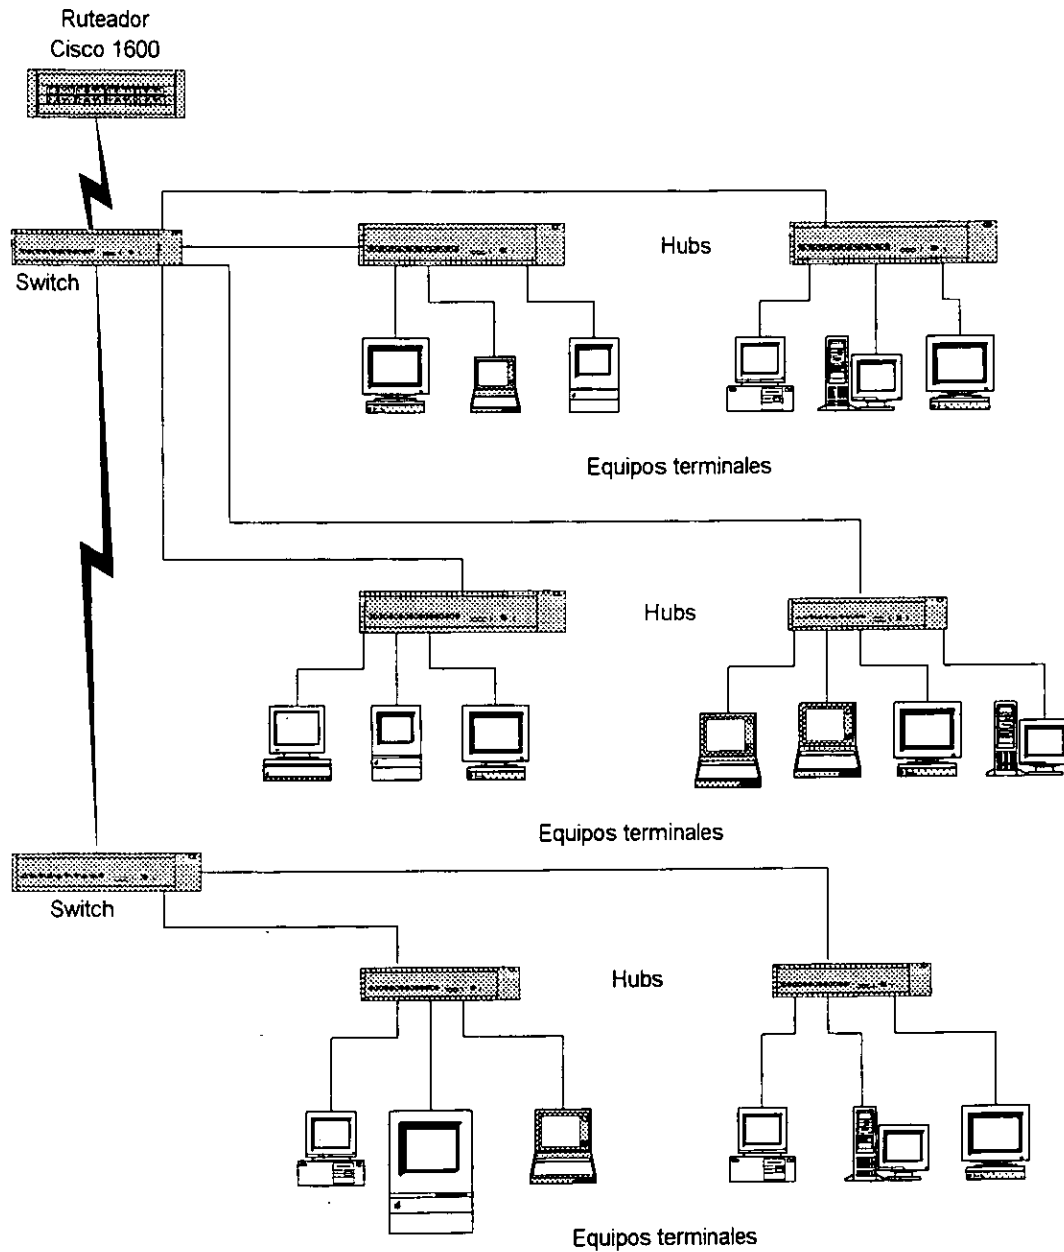 Ruteador
Cisco 1600
Hubs
Switch
Equipos terminales
Hubs
Equipos terminales
Switch
Hubs
Equipos terminales